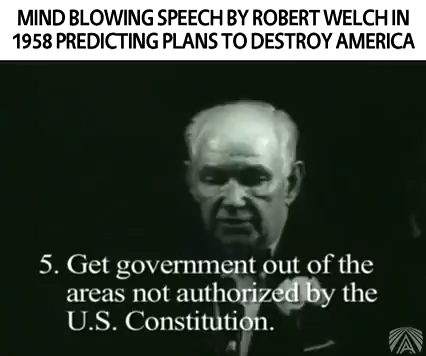 MIND BLOWING SPEECH BY ROBERT WELCH IN
1958 PREDICTING PLANS TO DESTROY AMERICA
5. Get government out of the
areas not authorized by the
U.S. Constitution.